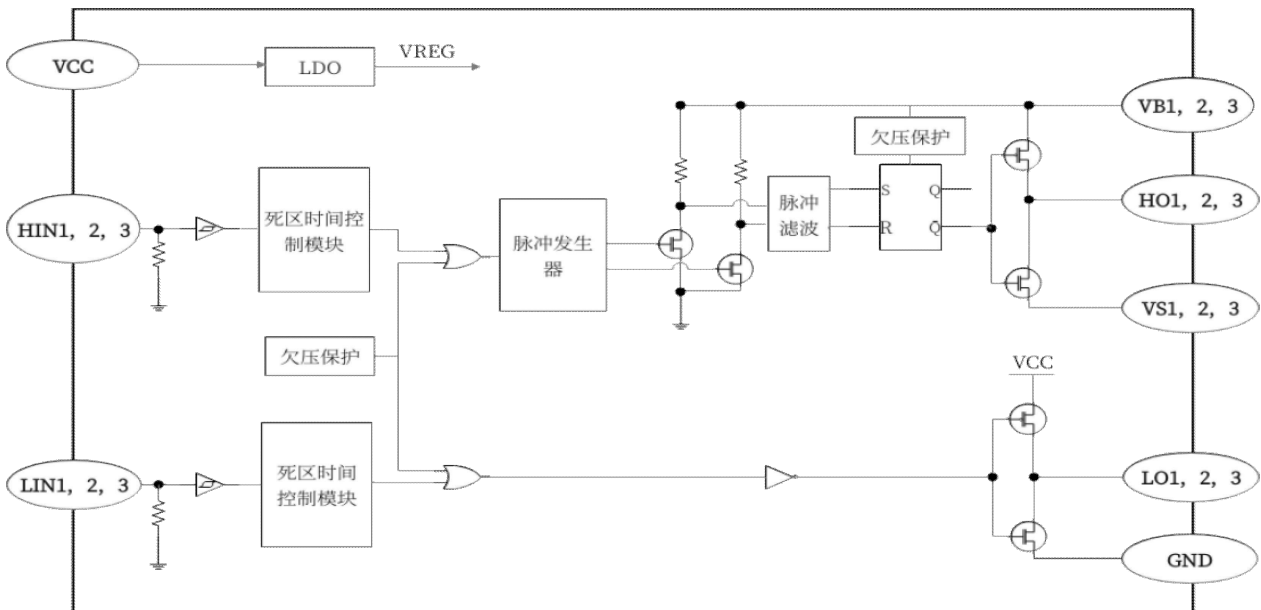 VCC
LDO
VREG
VB1, 2, 3
欠压保护
HIN1, 2, 3
死区时间控
制模块
脉冲发生
器
脉冲
滤波
S
Q
R
Q̅
HO1, 2, 3
VS1, 2, 3
欠压保护
VCC
LIN1, 2, 3
死区时间
控制模块
LO1, 2, 3
GND